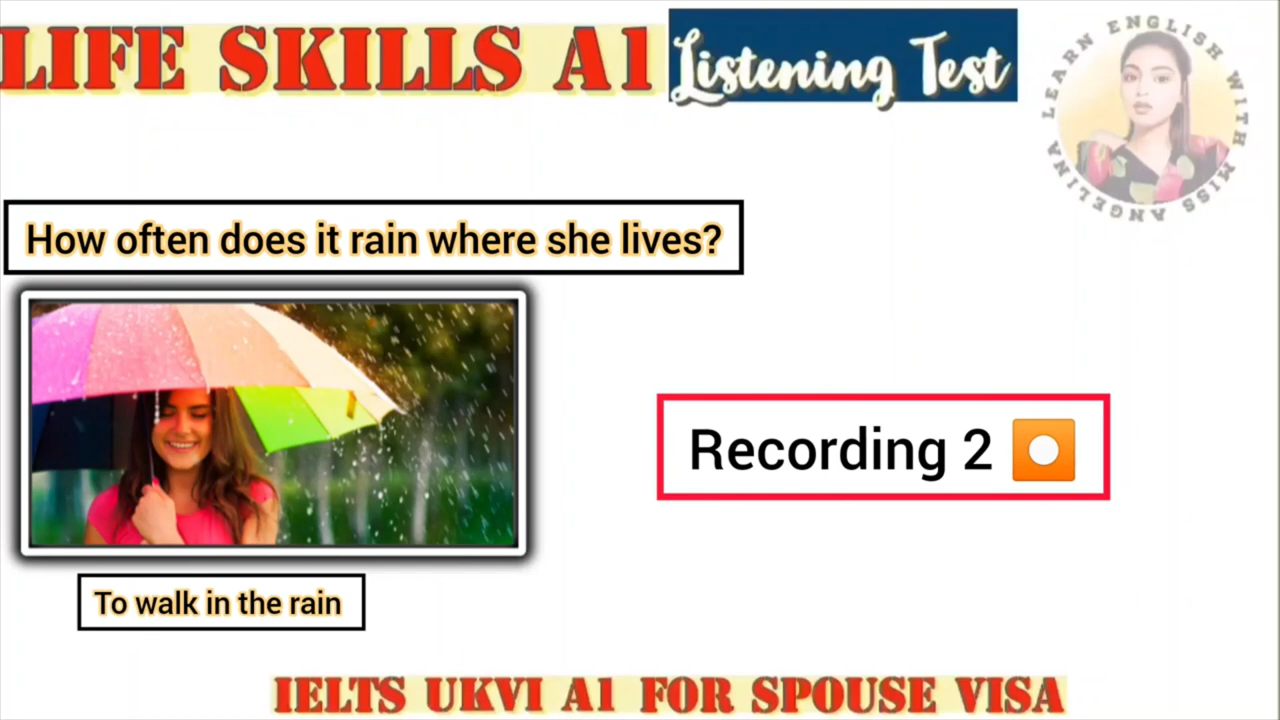 LIFE SKILLS A1 Listening Test
LEARN ENGLISH WITH MISS ANGELINA
How often does it rain where she lives?
Recording 2
To walk in the rain
IELTS UKVI A1 FOR SPOUSE VISA